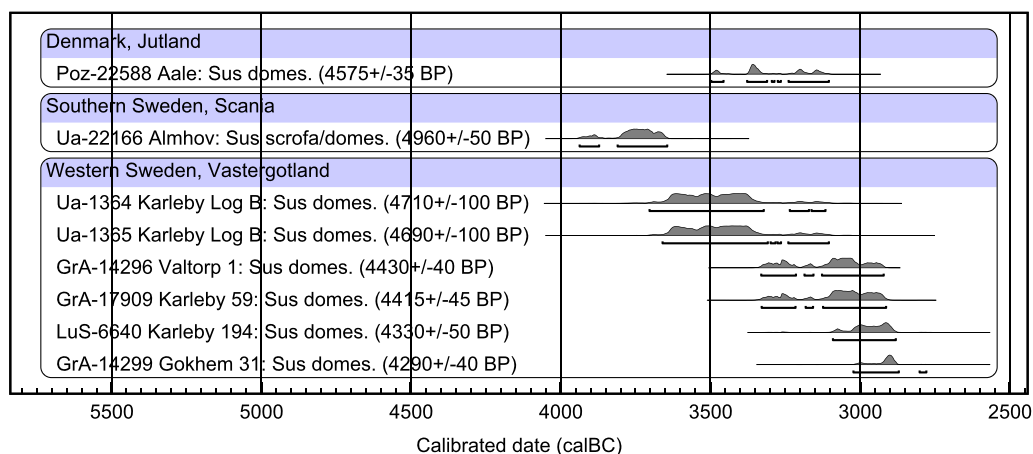 Denmark, Jutland
Poz-22588 Aale: Sus domes. (4575+/-35 BP)
Southern Sweden, Scania
Ua-22166 Almhov: Sus scrofa/domes. (4960+/-50 BP)
Western Sweden, Vastergotland
Ua-1364 Karleby Log B: Sus domes. (4710+/-100 BP)
Ua-1365 Karleby Log B: Sus domes. (4690+/-100 BP)
GrA-14296 Valtorp 1: Sus domes. (4430+/-40 BP)
GrA-17909 Karleby 59: Sus domes. (4415+/-45 BP)
LuS-6640 Karleby 194: Sus domes. (4330+/-50 BP)
GrA-14299 Gokhem 31: Sus domes. (4290+/-40 BP)
5500 5000 4500 4000 3500 3000 2500
Calibrated date (calBC)